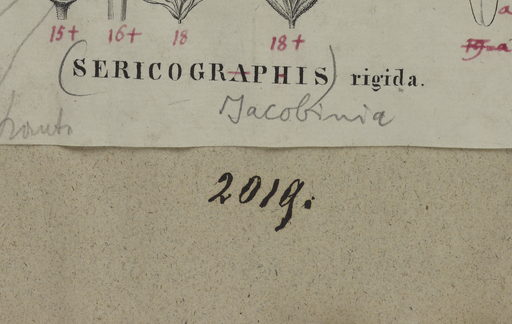 15+ 16+ 18 18+
(SERICOGRAPHIS) rigida.
Jacobinia
2019.